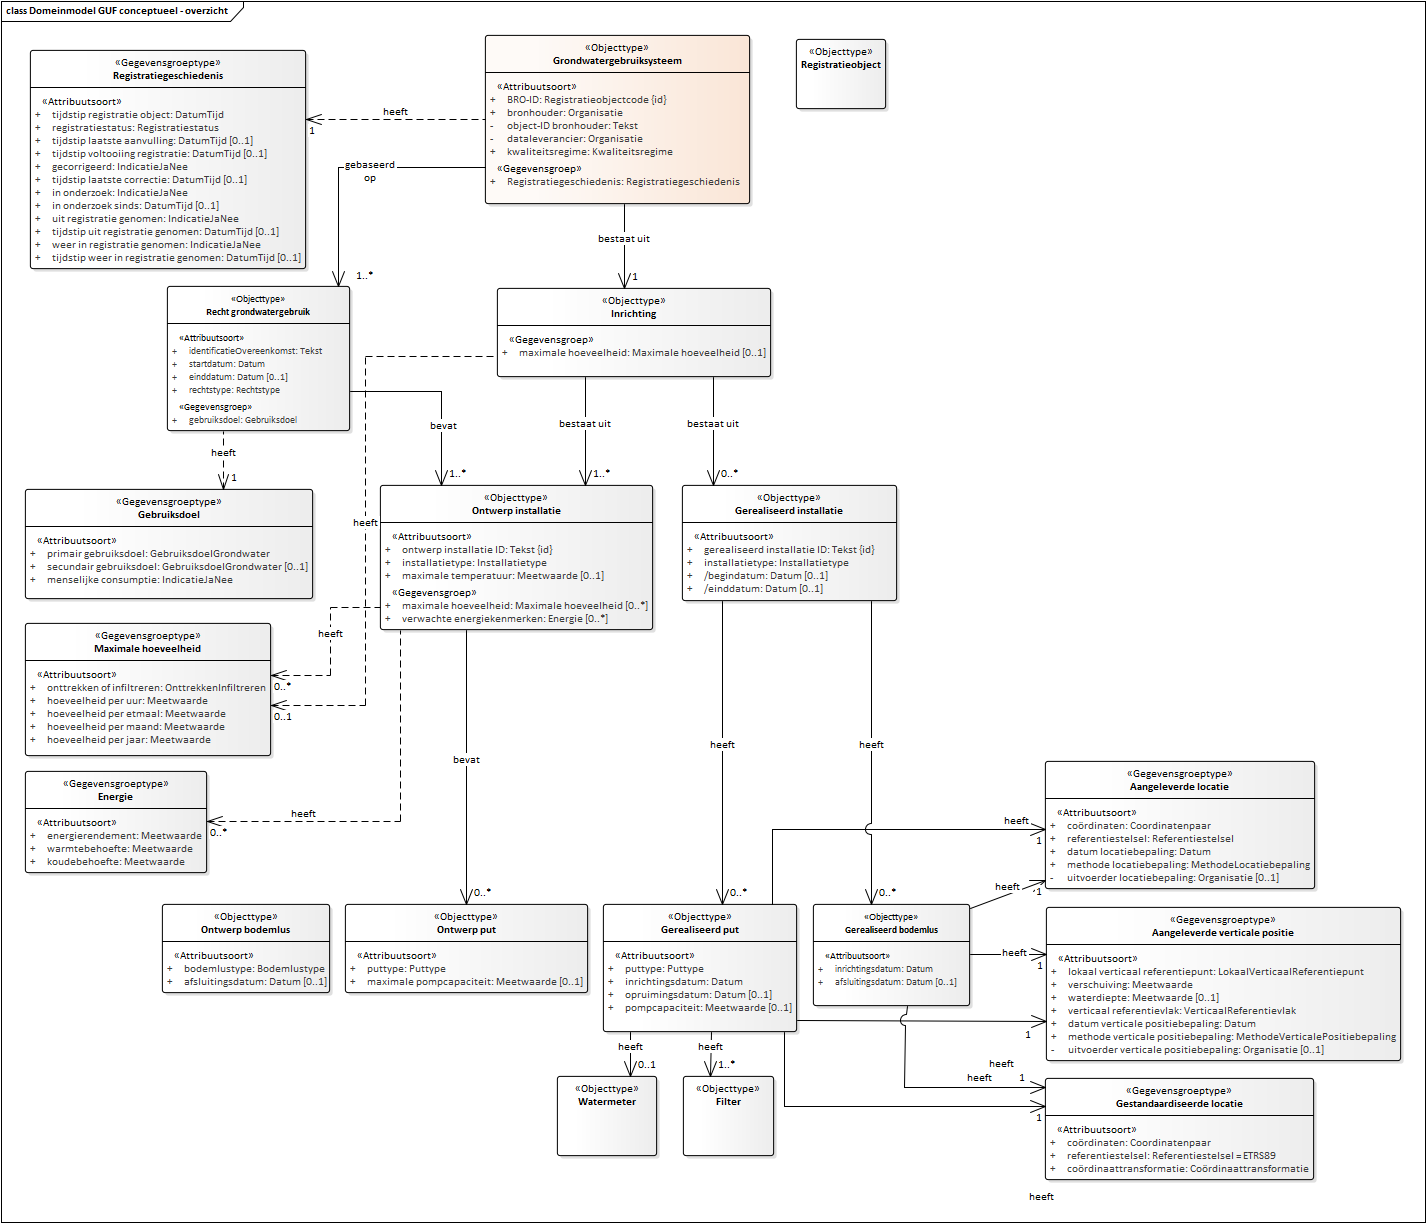 class Domeinmodel GUF conceptueel - overzicht
«Gegevensgroeptype»
Registratiegeschiedenis
«Attribuutsoort»
+ tijdstip registratie object: DatumTijd
+ registratiestatus: Registratiestatus
+ tijdstip laatste aanvulling: DatumTijd [0..1]
+ tijdstip voltooiing registratie: DatumTijd [0..1]
+ gecorrigeerd: IndicatieJaNee
+ tijdstip laatste correctie: DatumTijd [0..1]
+ in onderzoek: IndicatieJaNee
+ in onderzoek sinds: DatumTijd [0..1]
+ uit registratie genomen: IndicatieJaNee
+ tijdstip uit registratie genomen: DatumTijd [0..1]
+ weer in registratie genomen: IndicatieJaNee
+ tijdstip weer in registratie genomen: DatumTijd [0..1]
heeft
1
«Objecttype»
Grondwatergebruiksysteem
«Attribuutsoort»
+ BRO-ID: Registratieobjectcode {id}
+ bronhouder: Organisatie
- object-ID bronhouder: Tekst
- dataleverancier: Organisatie
+ kwaliteitsregime: Kwaliteitsregime
«Gegevensgroep»
+ Registratiegeschiedenis: Registratiegeschiedenis
«Objecttype»
Registratieobject
gebaseerd
op
1..*
bestaat uit
1
«Objecttype»
Recht grondwatergebruik
«Attribuutsoort»
+ identificatieOvereenkomst: Tekst
+ startdatum: Datum
+ einddatum: Datum [0..1]
+ rechtstype: Rechtstype
«Gegevensgroep»
+ gebruiksdoel: Gebruiksdoel
«Objecttype»
Inrichting
«Gegevensgroep»
+ maximale hoeveelheid: Maximale hoeveelheid [0..1]
heeft
1
bevat
1..*
bestaat uit
1..*
bestaat uit
0..*
«Gegevensgroeptype»
Gebruiksdoel
«Attribuutsoort»
+ primair gebruiksdoel: GebruiksdoelGrondwater
+ secundair gebruiksdoel: GebruiksdoelGrondwater [0..1]
+ menselijke consumptie: IndicatieJaNee
heeft
«Objecttype»
Ontwerp installatie
«Attribuutsoort»
+ ontwerp installatie ID: Tekst {id}
+ installatietype: Installatietype
+ maximale temperatuur: Meetwaarde [0..1]
«Gegevensgroep»
+ maximale hoeveelheid: Maximale hoeveelheid [0..*]
+ verwachte energiekenmerken: Energie [0..*]
«Objecttype»
Gerealiseerd installatie
«Attribuutsoort»
+ gerealiseerd installatie ID: Tekst {id}
+ installatietype: Installatietype
+ /begindatum: Datum [0..1]
+ /einddatum: Datum [0..1]
«Gegevensgroeptype»
Maximale hoeveelheid
«Attribuutsoort»
+ onttrekken of infiltreren: OnttrekkenInfiltreren
+ hoeveelheid per uur: Meetwaarde
+ hoeveelheid per etmaal: Meetwaarde
+ hoeveelheid per maand: Meetwaarde
+ hoeveelheid per jaar: Meetwaarde
heeft
0..*
0..1
«Gegevensgroeptype»
Energie
«Attribuutsoort»
+ energierendement: Meetwaarde
+ warmtebehoefte: Meetwaarde
+ koudebehoefte: Meetwaarde
heeft
0..*
bevat
0..*
heeft
0..*
heeft
0..*
«Gegevensgroeptype»
Aangeleverde locatie
«Attribuutsoort»
+ coördinaten: Coordinatenpaar
+ referentiestelsel: Referentiestelsel
+ datum locatiebepaling: Datum
+ methode locatiebepaling: MethodeLocatiebepaling
- uitvoerder locatiebepaling: Organisatie [0..1]
heeft
1
heeft
1
«Objecttype»
Ontwerp bodemlus
«Attribuutsoort»
+ bodemlustype: Bodemlustype
+ afsluitingsdatum: Datum [0..1]
«Objecttype»
Ontwerp put
«Attribuutsoort»
+ puttype: Puttype
+ maximale pompcapaciteit: Meetwaarde [0..1]
«Objecttype»
Gerealiseerd put
«Attribuutsoort»
+ puttype: Puttype
+ inrichtingsdatum: Datum
+ opruimingsdatum: Datum [0..1]
+ pompcapaciteit: Meetwaarde [0..1]
«Objecttype»
Gerealiseerd bodemlus
«Attribuutsoort»
+ inrichtingsdatum: Datum
+ afsluitingsdatum: Datum [0..1]
heeft
1
1
«Gegevensgroeptype»
Aangeleverde verticale positie
«Attribuutsoort»
+ lokaal verticaal referentiepunt: LokaalVerticaalReferentiepunt
+ verschuiving: Meetwaarde
+ waterdiepte: Meetwaarde [0..1]
+ verticaal referentievlak: VerticaalReferentievlak
+ datum verticale positiebepaling: Datum
+ methode verticale positiebepaling: MethodeVerticalePositiebepaling
- uitvoerder verticale positiebepaling: Organisatie [0..1]
heeft
0..1
heeft
1..*
heeft
heeft
1
1
«Objecttype»
Watermeter
«Objecttype»
Filter
«Gegevensgroeptype»
Gestandaardiseerde locatie
«Attribuutsoort»
+ coördinaten: Coordinatenpaar
+ referentiestelsel: Referentiestelsel = ETRS89
+ coördinaattransformatie: Coördinaattransformatie
heeft